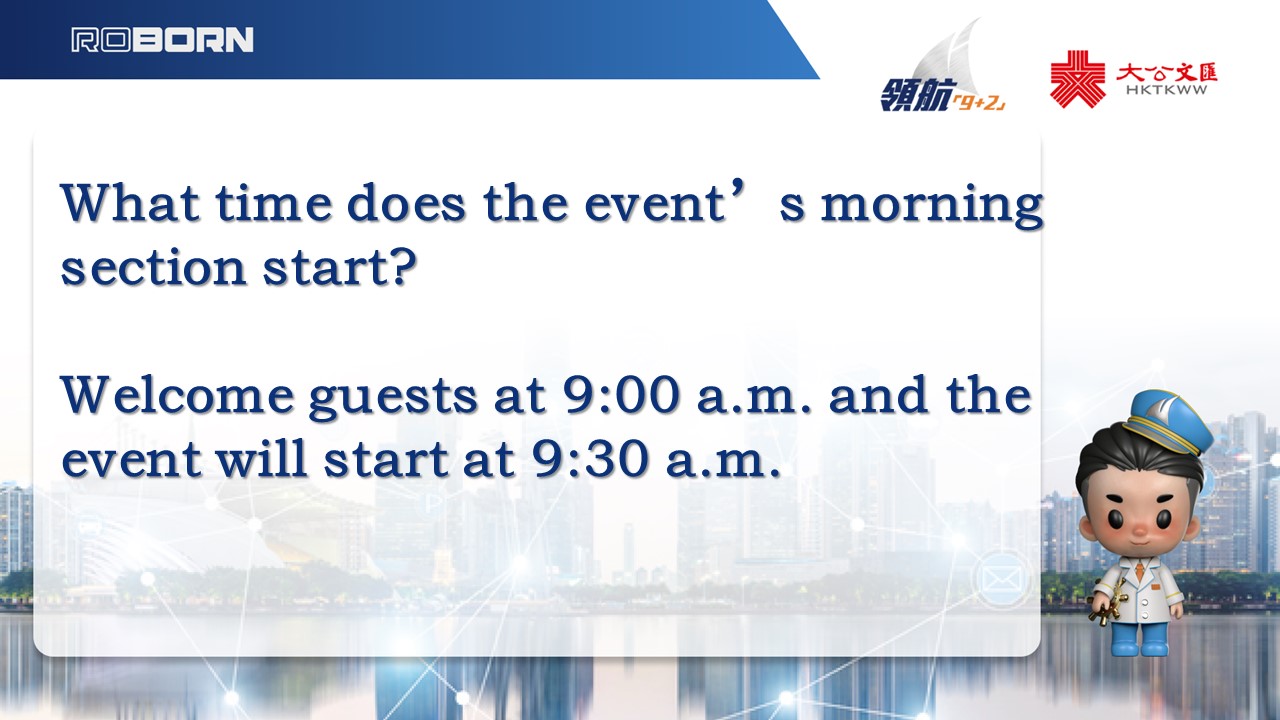 ROBORN
領航「9+2」
大公文匯
HKTKWW
What time does the event’s morning
section start?
Welcome guests at 9:00 a.m. and the
event will start at 9:30 a.m.